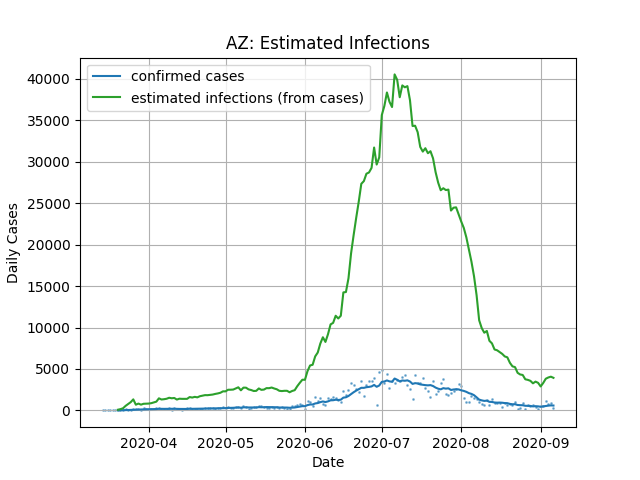 AZ: Estimated Infections
confirmed cases
estimated infections (from cases)
40000
35000
30000
25000
20000
15000
10000
5000
0
Daily Cases
2020-04 2020-05 2020-06 2020-07 2020-08 2020-09
Date